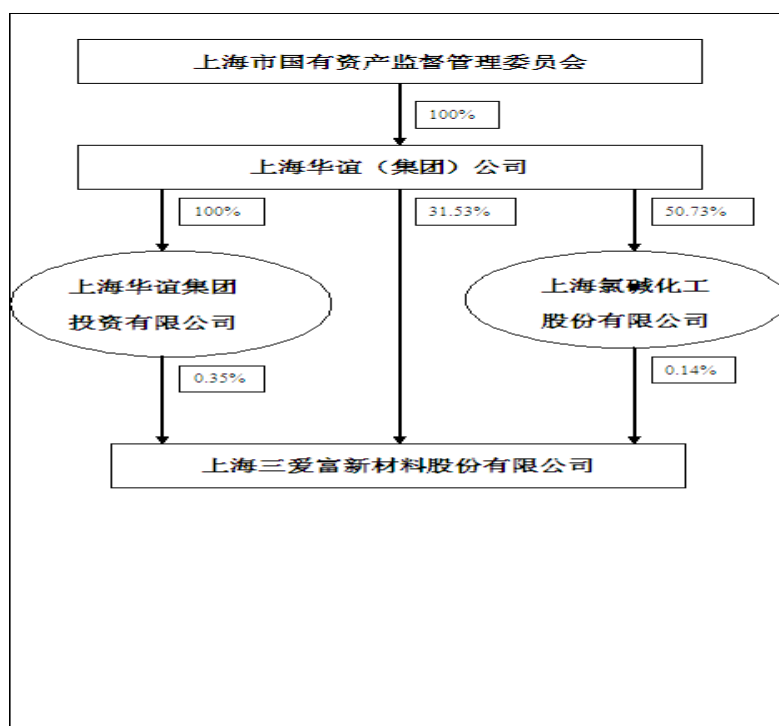 上海市国有资产监督管理委员会
100%
上海华谊（集团）公司
100%
31.53%
50.73%
上海华谊集团
投资有限公司
上海氯碱化工
股份有限公司
0.35%
0.14%
上海三爱富新材料股份有限公司